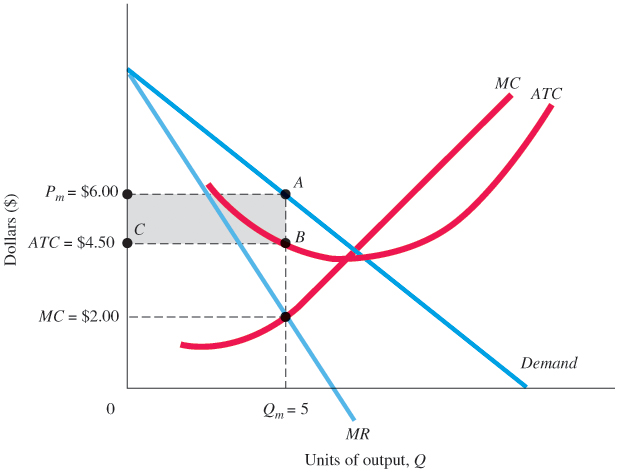 MC
ATC
A
P_m = $6.00
C
B
ATC = $4.50
Dollars ($)
MC = $2.00
Demand
0
Q_m = 5
MR
Units of output, Q